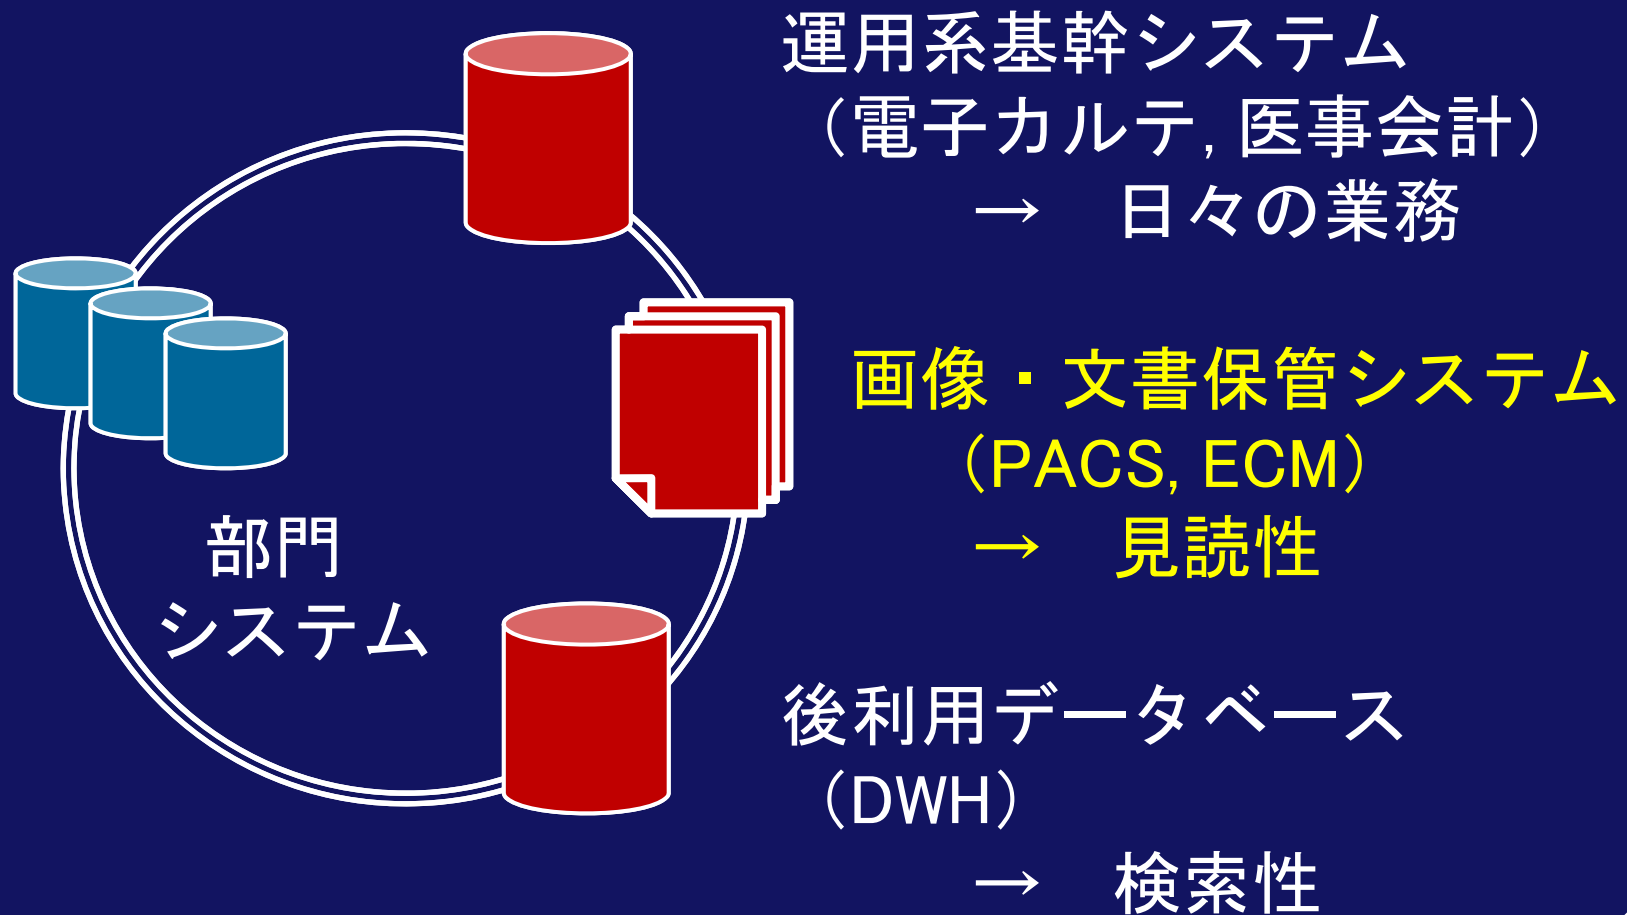 運用系基幹システム
（電子カルテ, 医事会計）
→　日々の業務
画像・文書保管システム
（PACS, ECM）
→　見読性
部門
システム
後利用データベース
（DWH）
→　検索性